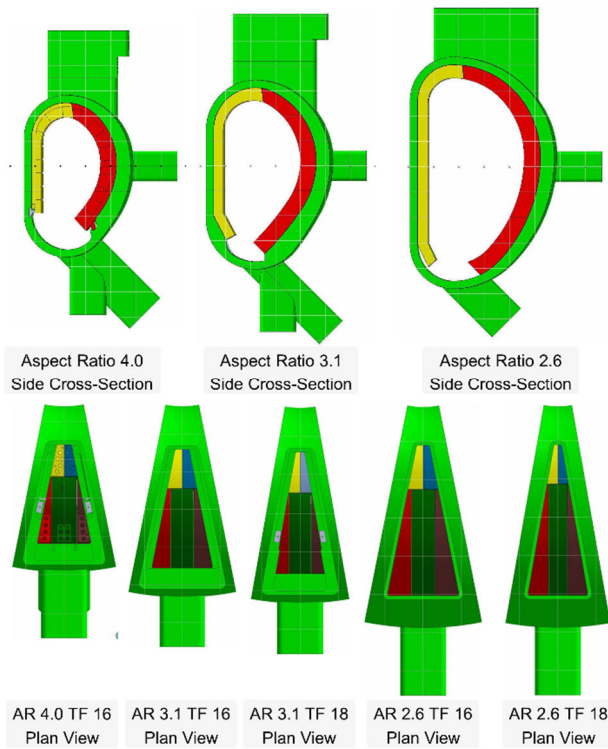 Aspect Ratio 4.0
Side Cross-Section
Aspect Ratio 3.1
Side Cross-Section
Aspect Ratio 2.6
Side Cross-Section
AR 4.0 TF 16
Plan View
AR 3.1 TF 16
Plan View
AR 3.1 TF 18
Plan View
AR 2.6 TF 16
Plan View
AR 2.6 TF 18
Plan View